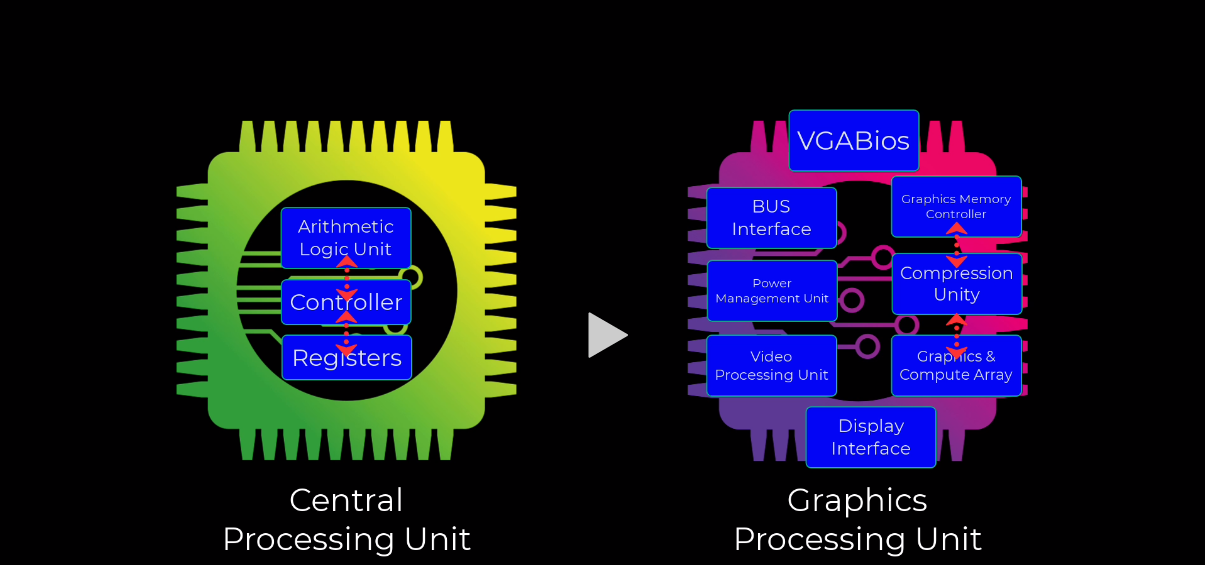 Arithmetic
Logic Unit
Controller
Registers
Central
Processing Unit
VGABios
BUS
Interface
Graphics Memory
Controller
Power
Management Unit
Compression
Unity
Video
Processing Unit
Graphics &
Compute Array
Display
Interface
Graphics
Processing Unit